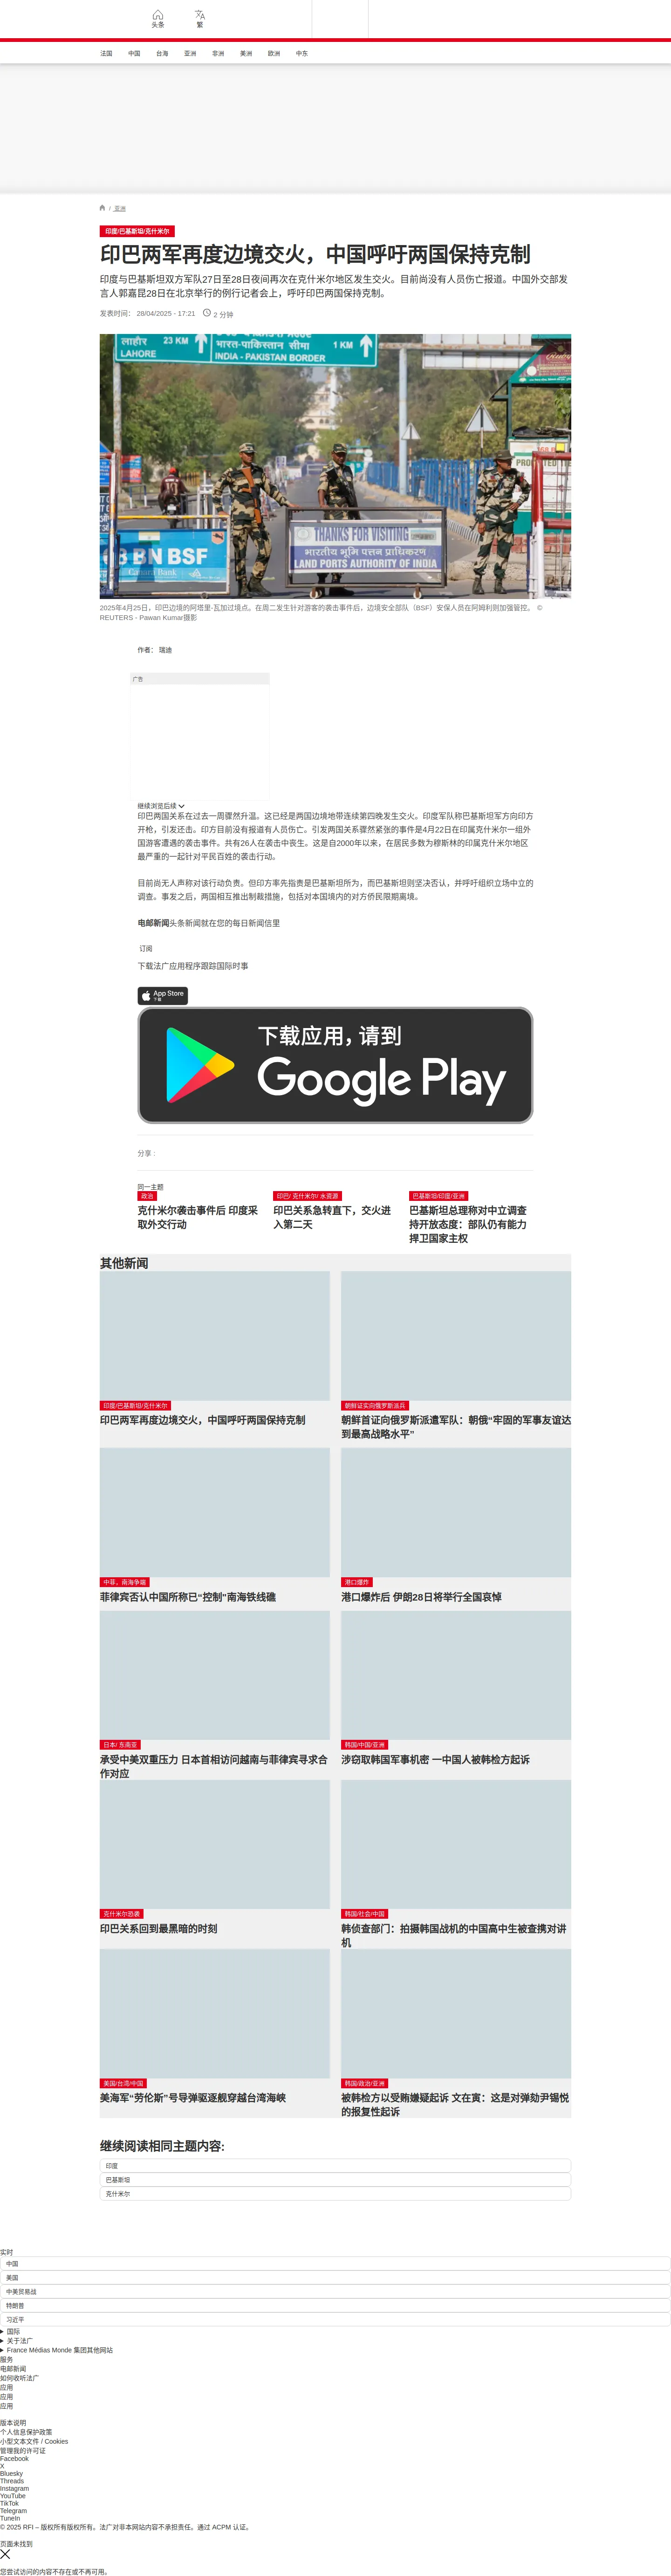 头条
繁
法国
中国
台海
亚洲
非洲
美洲
欧洲
中东
/ 亚洲
印度/巴基斯坦/克什米尔
印巴两军再度边境交火，中国呼吁两国保持克制
印度与巴基斯坦双方军队27日至28日夜间再次在克什米尔地区发生交火。目前尚没有人员伤亡报道。中国外交部发
言人郭嘉昆28日在北京举行的例行记者会上，呼吁印巴两国保持克制。
发表时间： 28/04/2025 - 17:21
2 分钟
LAHORE
23 KM
भारत-पाकिस्तान सीमा
INDIA - PAKISTAN BORDER
BN BSF
Canara Bank
THANKS FOR VISITING
भारतीय भूमि पत्तन प्राधिकरण
LAND PORTS AUTHORITY OF INDIA
2025年4月25日，印巴边境的阿塔里-瓦加过境点。在周二发生针对游客的袭击事件后，边境安全部队（BSF）安保人员在阿姆利则加强管控。 ©
REUTERS - Pawan Kumar摄影
作者： 瑞迪
广告
继续浏览后续
印巴两国关系在过去一周骤然升温。这已经是两国边境地带连续第四晚发生交火。印度军队称巴基斯坦军方向印方
开枪，引发还击。印方目前没有报道有人员伤亡。引发两国关系骤然紧张的事件是4月22日在印属克什米尔一组外
国游客遭遇的袭击事件。共有26人在袭击中丧生。这是自2000年以来，在居民多数为穆斯林的印属克什米尔地区
最严重的一起针对平民百姓的袭击行动。
目前尚无人声称对该行动负责。但印方率先指责是巴基斯坦所为，而巴基斯坦则坚决否认，并呼吁组织立场中立的
调查。事发之后，两国相互推出制裁措施，包括对本国境内的对方侨民限期离境。
电邮新闻头条新闻就在您的每日新闻信里
订阅
下载法广应用程序跟踪国际时事
App Store
下载
下载应用，请到
Google Play
分享 :
同一主题
政治
克什米尔袭击事件后 印度采
取外交行动
印巴/ 克什米尔/ 水资源
印巴关系急转直下，交火进
入第二天
巴基斯坦/印度/亚洲
巴基斯坦总理称对中立调查
持开放态度：部队仍有能力
捍卫国家主权
其他新闻
印度/巴基斯坦/克什米尔
印巴两军再度边境交火，中国呼吁两国保持克制
朝鲜证实向俄罗斯派兵
朝鲜首证向俄罗斯派遣军队：朝俄“牢固的军事友谊达
到最高战略水平”
中菲，南海争端
菲律宾否认中国所称已“控制”南海铁线礁
港口爆炸
港口爆炸后 伊朗28日将举行全国哀悼
日本/ 东南亚
承受中美双重压力 日本首相访问越南与菲律宾寻求合
作对应
韩国/中国/亚洲
涉窃取韩国军事机密 一中国人被韩检方起诉
克什米尔恐袭
印巴关系回到最黑暗的时刻
韩国/社会/中国
韩侦查部门：拍摄韩国战机的中国高中生被查携对讲
机
美国/台湾/中国
美海军“劳伦斯”号导弹驱逐舰穿越台湾海峡
韩国/政治/亚洲
被韩检方以受贿嫌疑起诉 文在寅：这是对弹劾尹锡悦
的报复性起诉
继续阅读相同主题内容:
印度
巴基斯坦
克什米尔
实时
中国
美国
中美贸易战
特朗普
习近平
国际
关于法广
France Médias Monde 集团其他网站
服务
电邮新闻
如何收听法广
应用
应用
应用
版本说明
个人信息保护政策
小型文本文件 / Cookies
管理我的许可证
Facebook
X
Bluesky
Threads
Instagram
YouTube
TikTok
Telegram
TuneIn
© 2025 RFI – 版权所有版权所有。法广对非本网站内容不承担责任。通过 ACPM 认证。
页面未找到
您尝试访问的内容不存在或不再可用。